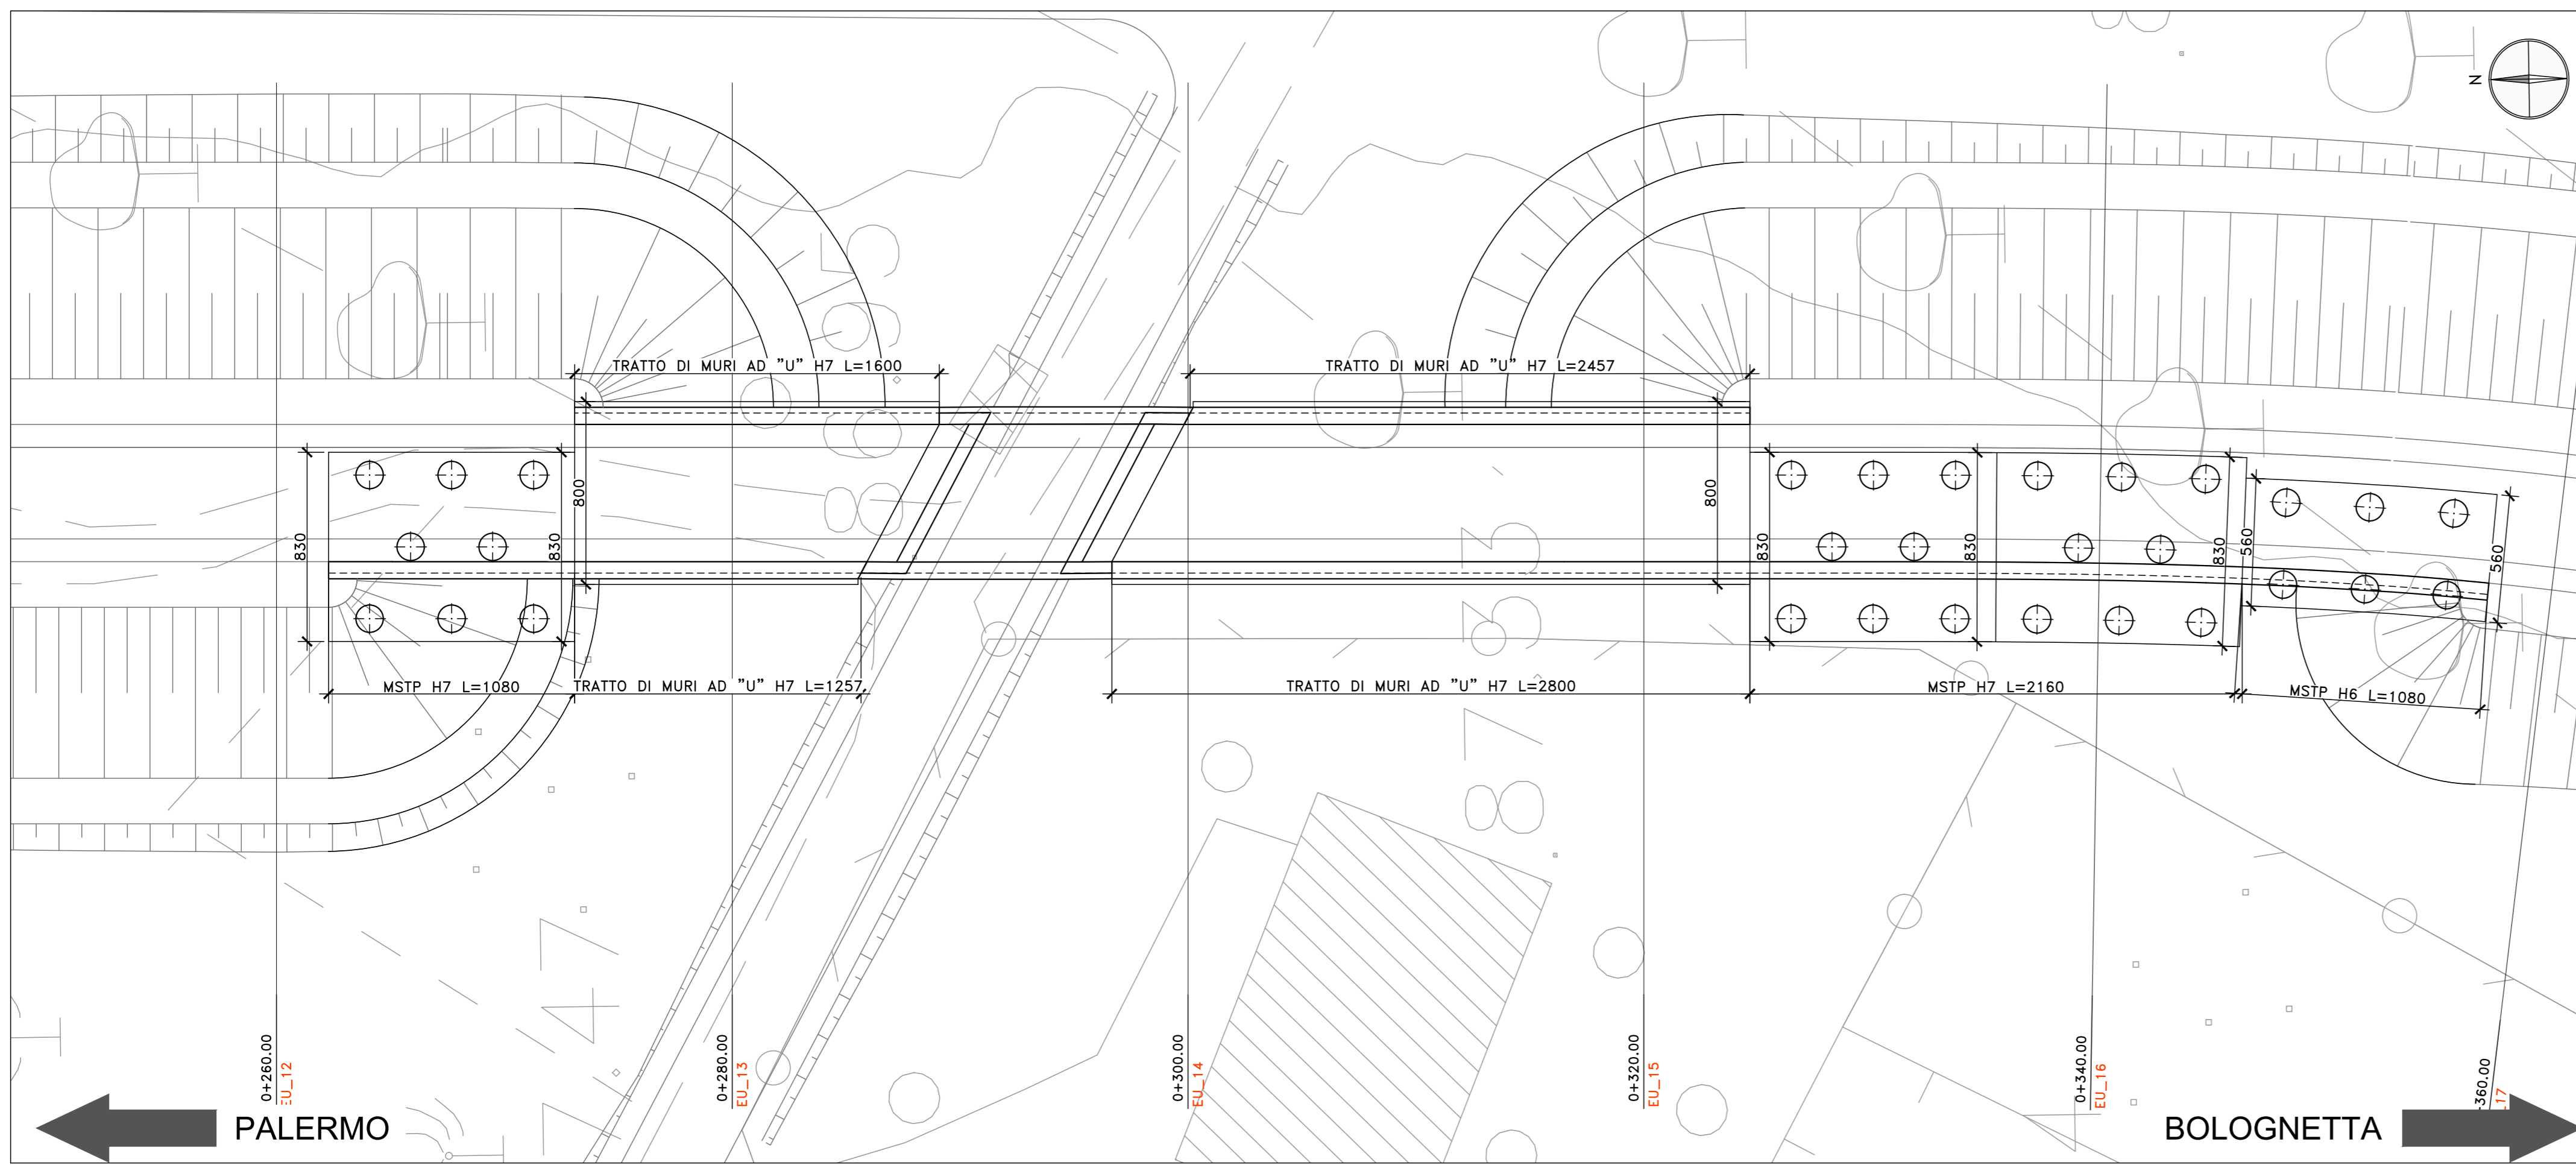 N
TRATTO DI MURI AD "U" H7 L=1600
TRATTO DI MURI AD "U" H7 L=2457
830
830
800
800
830
830
830
560
560
MSTP H7 L=1080
TRATTO DI MURI AD "U" H7 L=1257
TRATTO DI MURI AD "U" H7 L=2800
MSTP H7 L=2160
MSTP H6 L=1080
0+260.00
EU_12
0+280.00
EU_13
0+300.00
EU_14
0+320.00
EU_15
0+340.00
EU_16
360.00
17
PALERMO
BOLOGNETTA